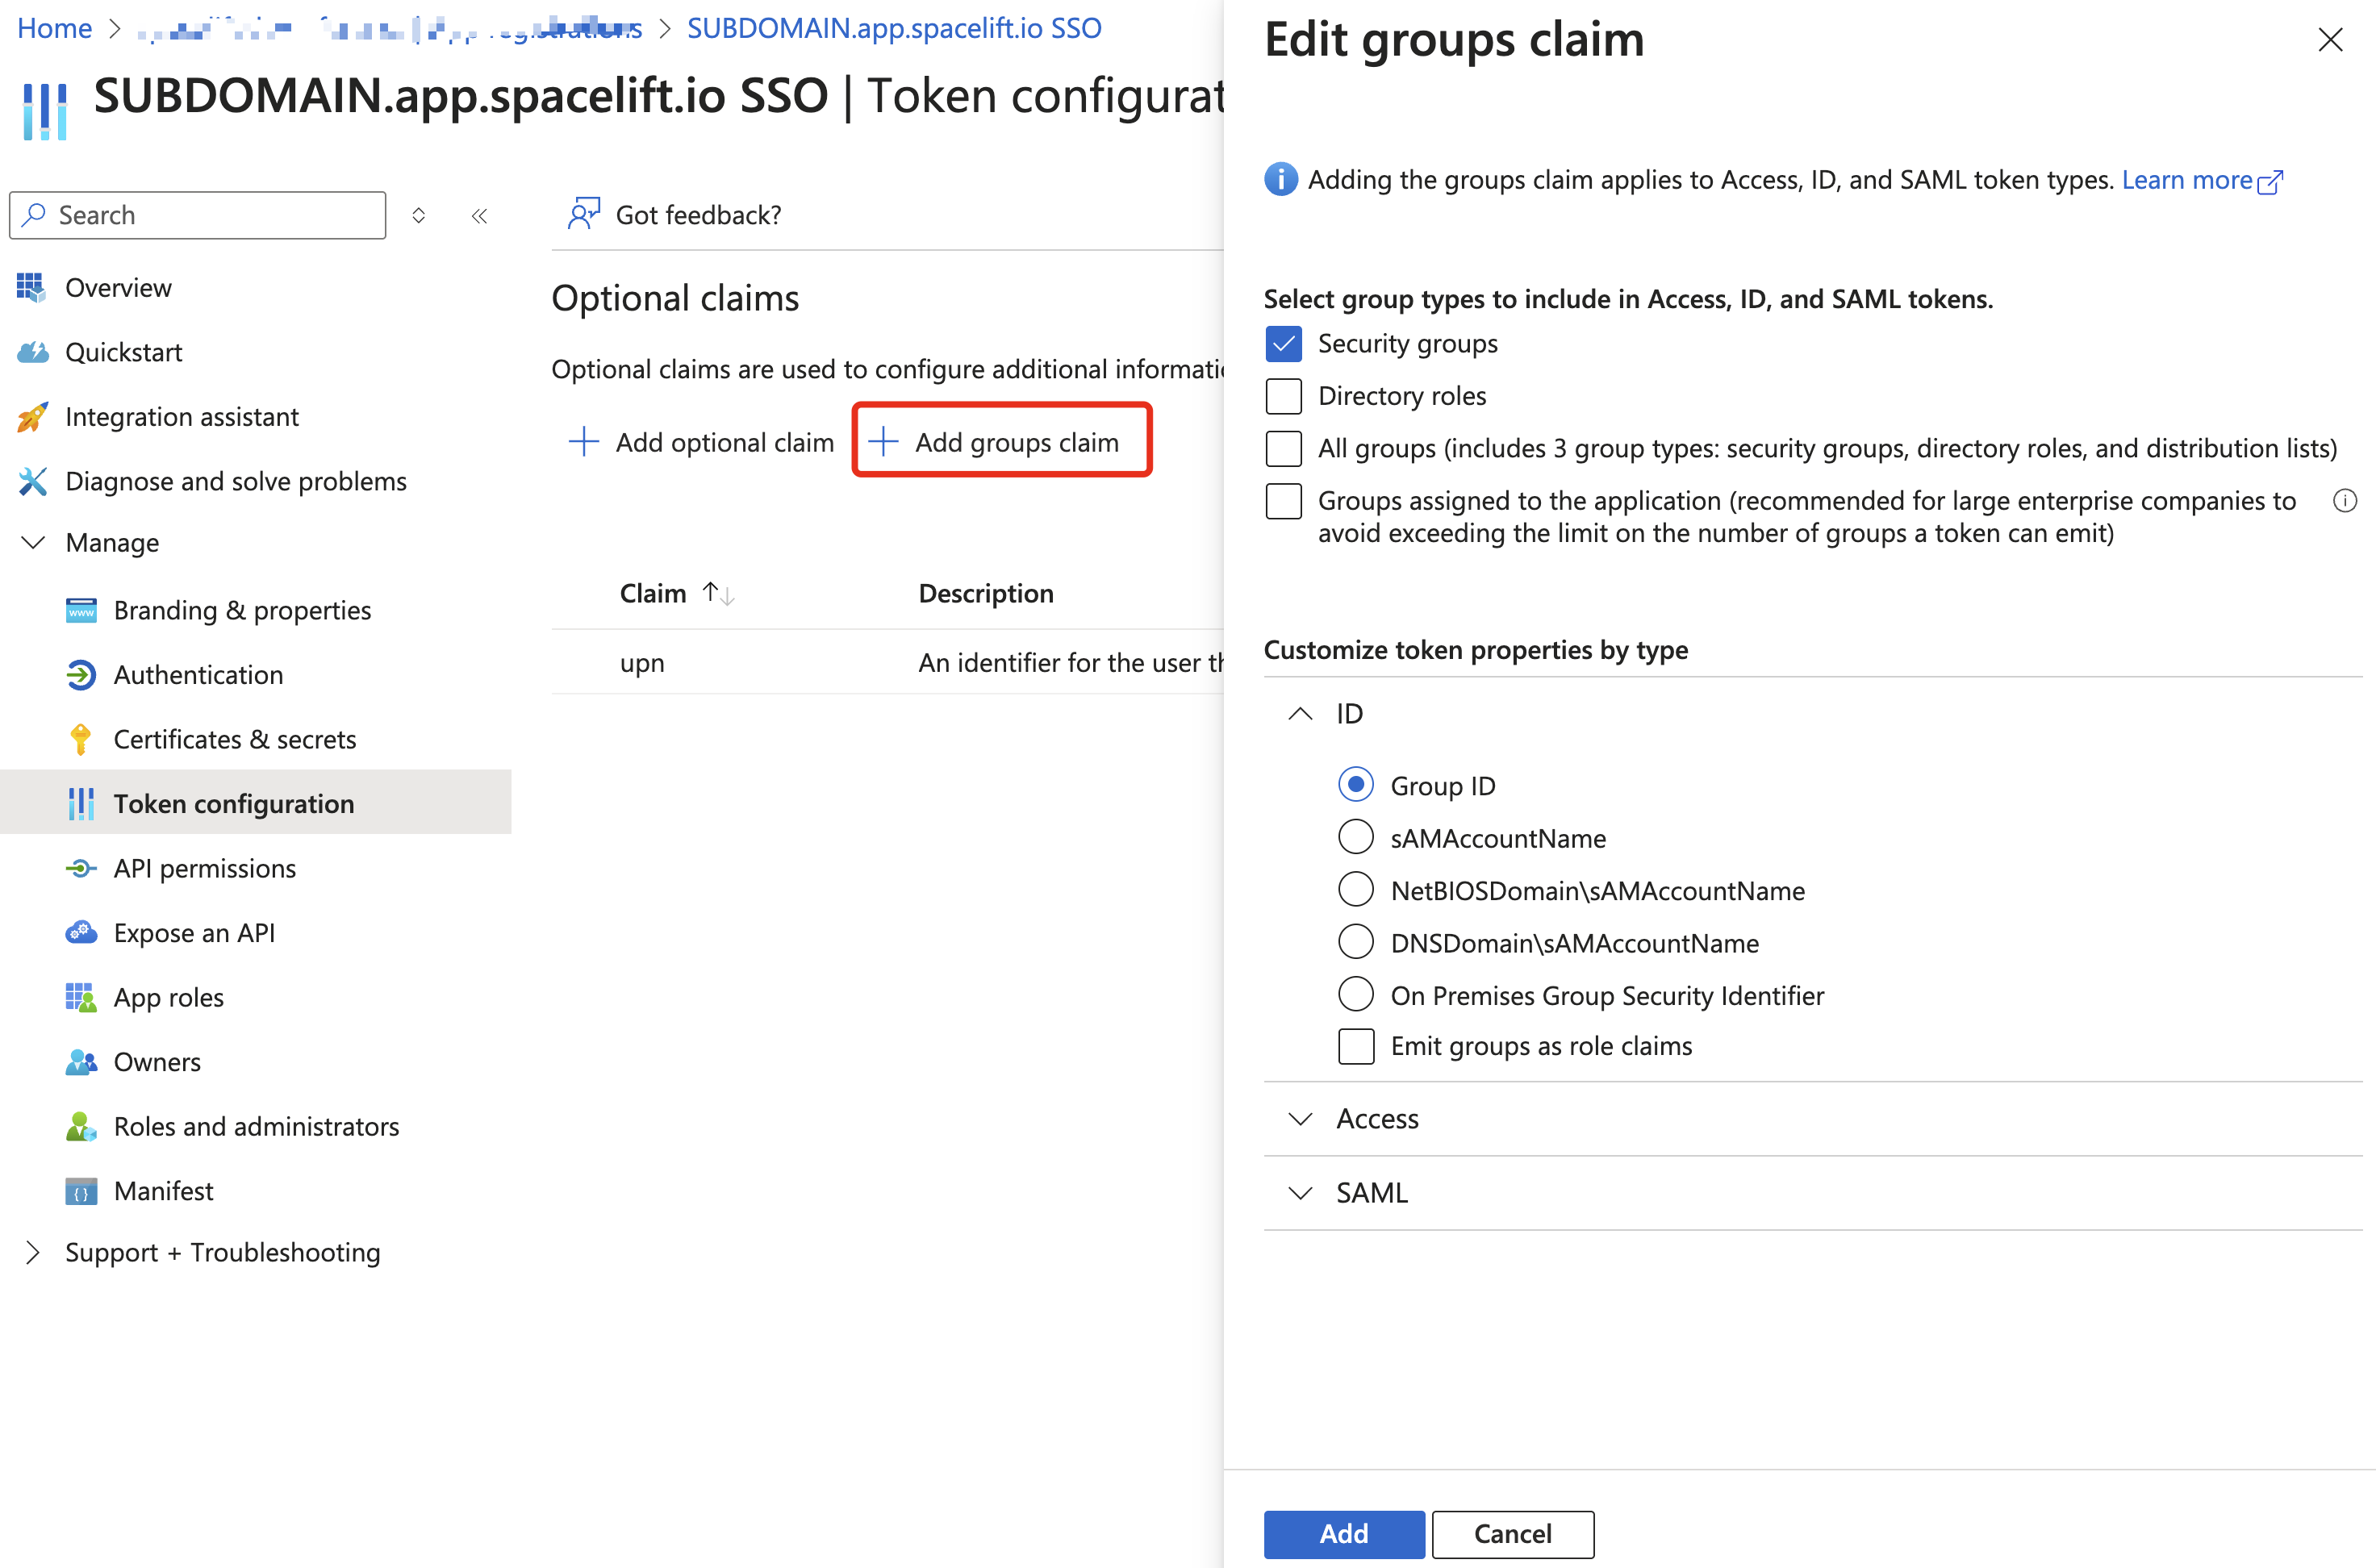 Home
SUBDOMAIN.app.spacelift.io SSO
SUBDOMAIN.app.spacelift.io SSO | Token configurat
Search
Overview
Quickstart
Integration assistant
Diagnose and solve problems
Manage
Branding & properties
Authentication
Certificates & secrets
Token configuration
API permissions
Expose an API
App roles
Owners
Roles and administrators
Manifest
Support + Troubleshooting
Got feedback?
Optional claims
Optional claims are used to configure additional informati
Add optional claim
Add groups claim
Claim
Description
upn
An identifier for the user th
Edit groups claim
Adding the groups claim applies to Access, ID, and SAML token types. Learn more
Select group types to include in Access, ID, and SAML tokens.
Security groups
Directory roles
All groups (includes 3 group types: security groups, directory roles, and distribution lists)
Groups assigned to the application (recommended for large enterprise companies to
avoid exceeding the limit on the number of groups a token can emit)
Customize token properties by type
ID
Group ID
sAMAccountName
NetBIOSDomain\sAMAccountName
DNSDomain\sAMAccountName
On Premises Group Security Identifier
Emit groups as role claims
Access
SAML
Add
Cancel